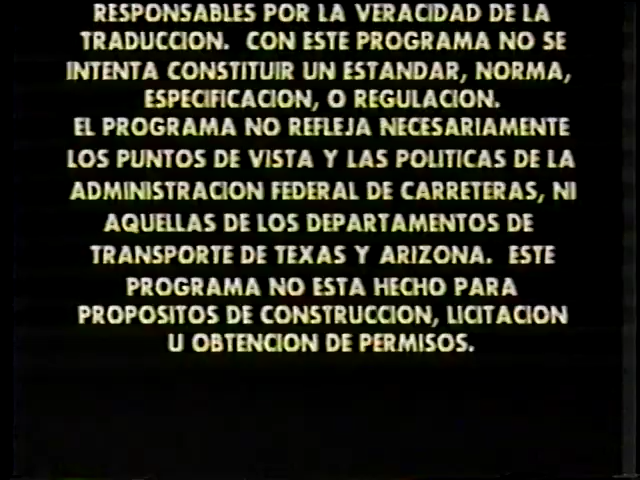 RESPONSABLES POR LA VERACIDAD DE LA
TRADUCCION.  CON ESTE PROGRAMA NO SE
INTENTA CONSTITUIR UN ESTANDAR, NORMA,
ESPECIFICACION, O REGULACION.
EL PROGRAMA NO REFLEJA NECESARIAMENTE
LOS PUNTOS DE VISTA Y LAS POLITICAS DE LA
ADMINISTRACION FEDERAL DE CARRETERAS, NI
AQUELLAS DE LOS DEPARTAMENTOS DE
TRANSPORTE DE TEXAS Y ARIZONA.  ESTE
PROGRAMA NO ESTA HECHO PARA
PROPOSITOS DE CONSTRUCCION, LICITACION
U OBTENCION DE PERMISOS.